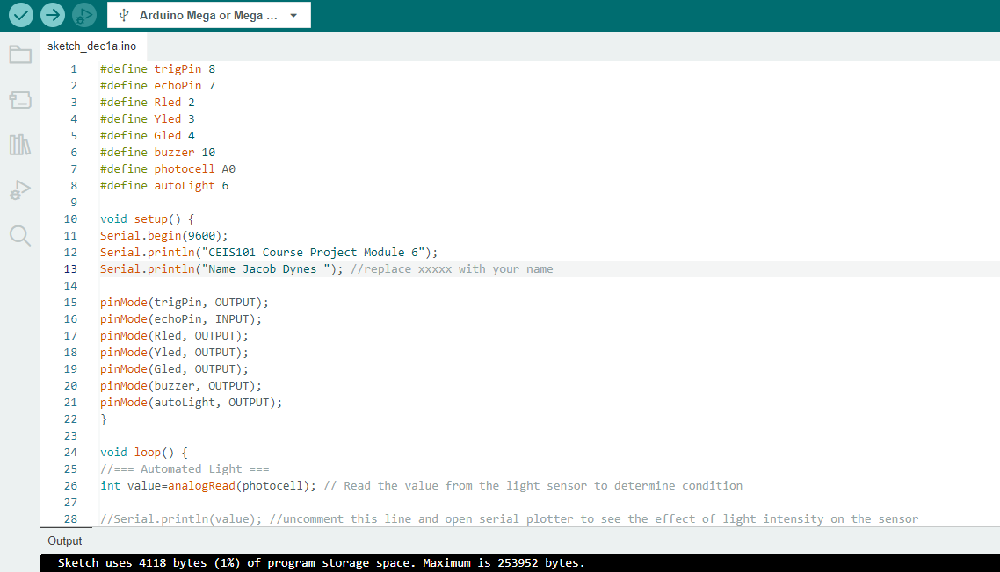 Arduino Mega or Mega ...
sketch_dec1a.ino
1 #define trigPin 8
2 #define echoPin 7
3 #define Rled 2
4 #define Yled 3
5 #define Gled 4
6 #define buzzer 10
7 #define photocell A0
8 #define autoLight 6
9
10 void setup() {
11 Serial.begin(9600);
12 Serial.println("CEIS101 Course Project Module 6");
13 Serial.println("Name Jacob Dynes "); //replace xxxxx with your name
14
15 pinMode(trigPin, OUTPUT);
16 pinMode(echoPin, INPUT);
17 pinMode(Rled, OUTPUT);
18 pinMode(Yled, OUTPUT);
19 pinMode(Gled, OUTPUT);
20 pinMode(buzzer, OUTPUT);
21 pinMode(autoLight, OUTPUT);
22 }
23
24 void loop() {
25 //=== Automated Light ===
26 int value=analogRead(photocell); // Read the value from the light sensor to determine condition
27
28 //Serial.println(value); //uncomment this line and open serial plotter to see the effect of light intensity on the sensor
Output
Sketch uses 4118 bytes (1%) of program storage space. Maximum is 253952 bytes.